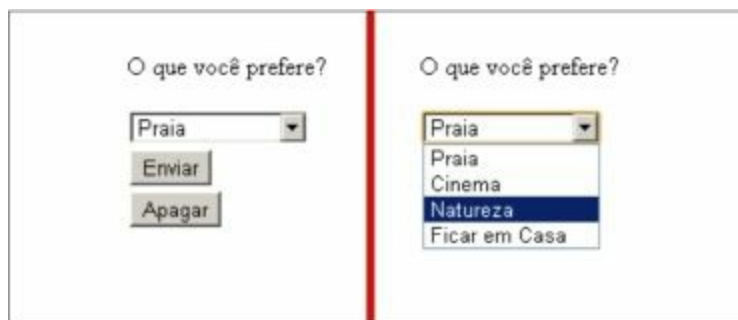 O que você prefere?
Praia
Enviar
Apagar
O que você prefere?
Praia
Praia
Cinema
Natureza
Ficar em Casa